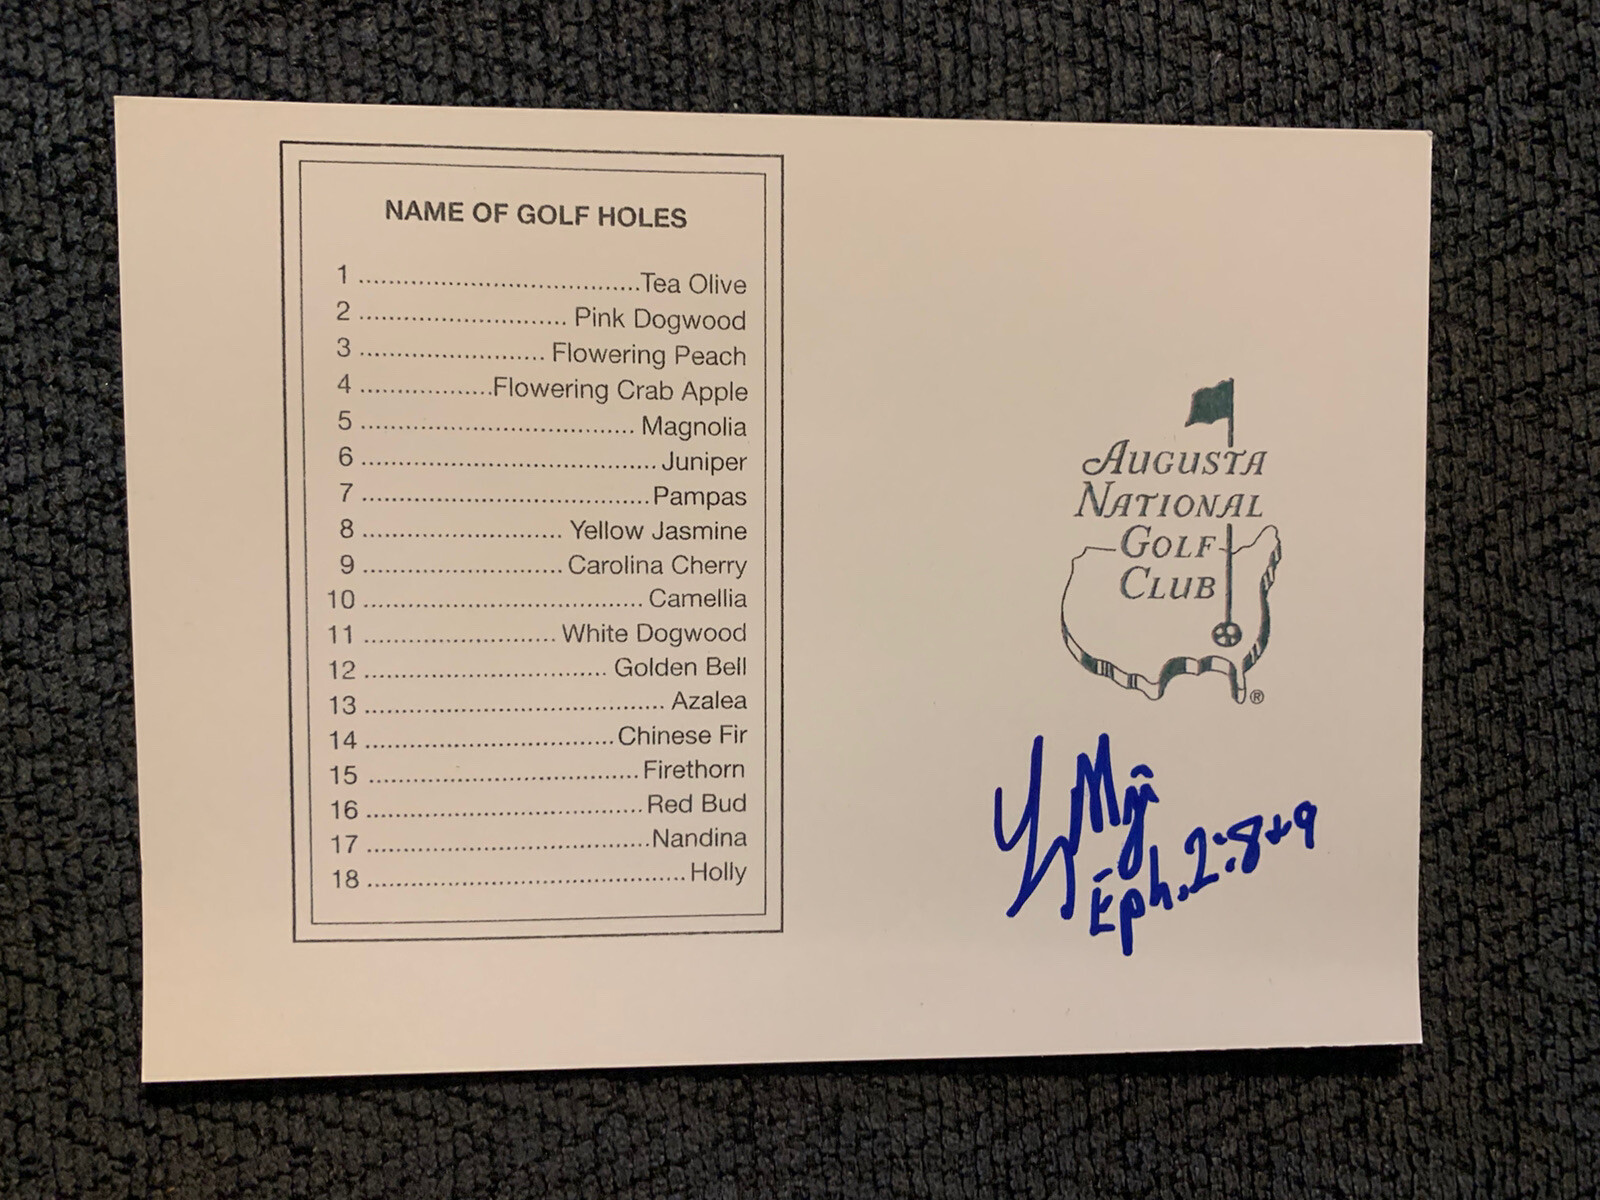 NAME OF GOLF HOLES
1 ..................................... Tea Olive
2 ............................ Pink Dogwood
3 ......................... Flowering Peach
4 .................. Flowering Crab Apple
5 ..................................... Magnolia
6 ........................................ Juniper
7 ....................................... Pampas
8 ........................... Yellow Jasmine
9 ........................... Carolina Cherry
10 ...................................... Camellia
11 .......................... White Dogwood
12 ................................. Golden Bell
13 ......................................... Azalea
14 .................................. Chinese Fir
15 ..................................... Firethorn
16 ...................................... Red Bud
17 ....................................... Nandina
18 ............................................ Holly
AUGUSTA
NATIONAL
GOLF
CLUB
®
Eph. 2:8+9